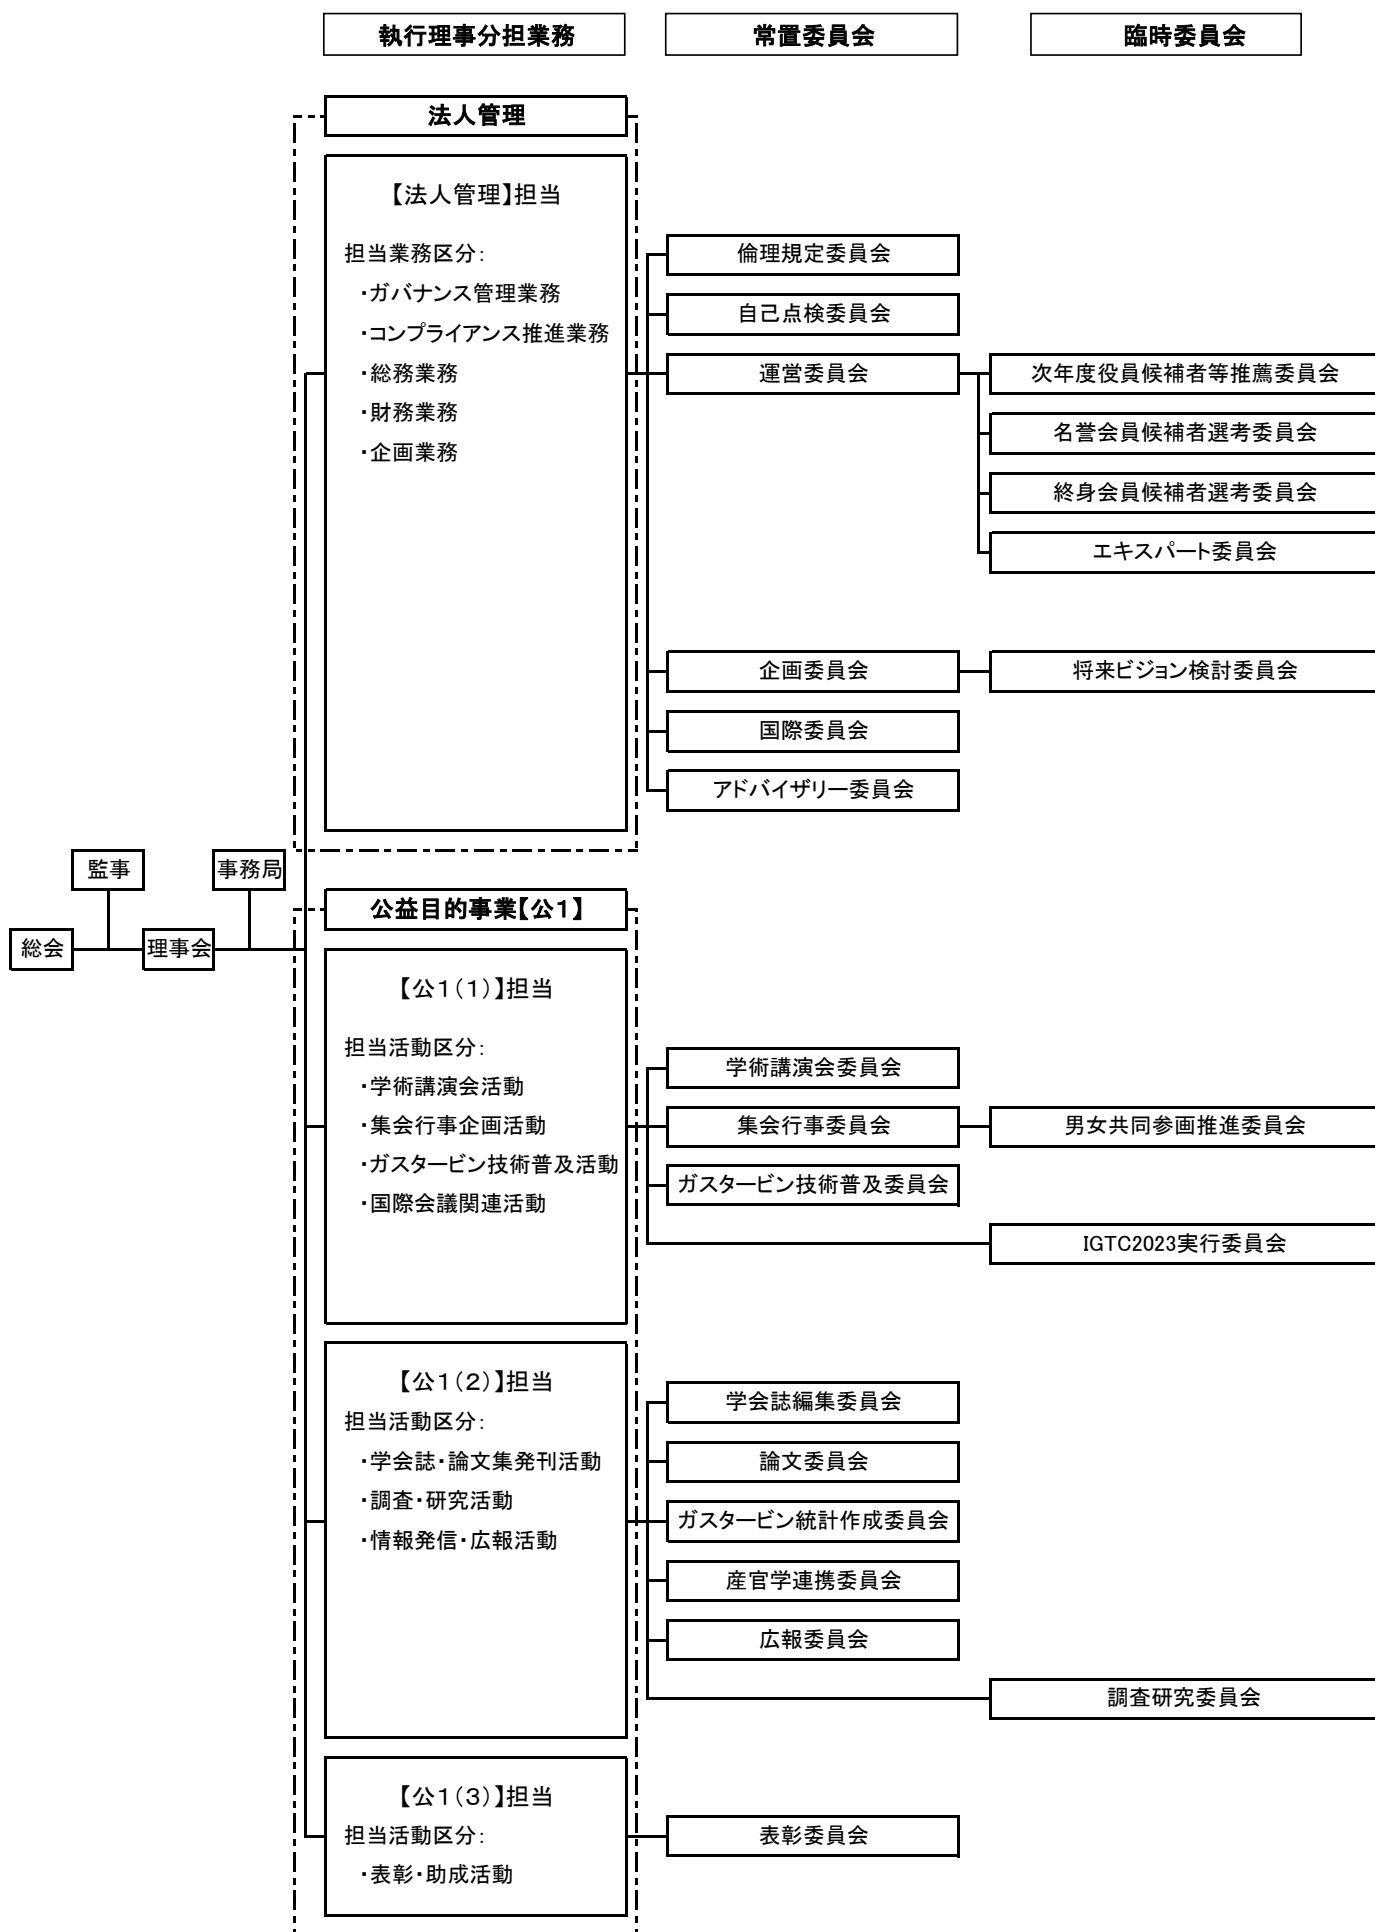 執行理事分担業務
常置委員会
臨時委員会
法人管理
【法人管理】担当
担当業務区分：
・ガバナンス管理業務
・コンプライアンス推進業務
・総務業務
・財務業務
・企画業務
倫理規定委員会
自己点検委員会
運営委員会
次年度役員候補者等推薦委員会
名誉会員候補者選考委員会
終身会員候補者選考委員会
エキスパート委員会
企画委員会
将来ビジョン検討委員会
国際委員会
アドバイザリー委員会
監事
事務局
総会
理事会
公益目的事業【公１】
【公１（１）】担当
担当活動区分：
・学術講演会活動
・集会行事企画活動
・ガスタービン技術普及活動
・国際会議関連活動
学術講演会委員会
集会行事委員会
男女共同参画推進委員会
ガスタービン技術普及委員会
IGTC2023実行委員会
【公１（２）】担当
担当活動区分：
・学会誌・論文集発刊活動
・調査・研究活動
・情報発信・広報活動
学会誌編集委員会
論文委員会
ガスタービン統計作成委員会
産官学連携委員会
広報委員会
調査研究委員会
【公１（３）】担当
担当活動区分：
・表彰・助成活動
表彰委員会